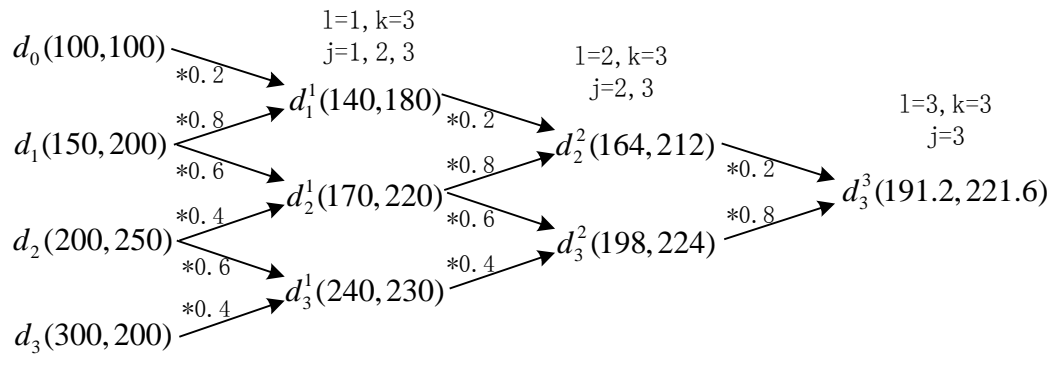 l=1, k=3
j=1, 2, 3
d₀(100,100)
*0.2
l=2, k=3
j=2, 3
d₁¹(140,180)
*0.2
l=3, k=3
j=3
*0.8
d₁(150,200)
d₂²(164,212)
*0.2
*0.6
*0.8
d₂¹(170,220)
d₃³(191.2,221.6)
*0.4
*0.6
*0.8
d₂(200,250)
d₃²(198,224)
*0.6
*0.4
d₃¹(240,230)
*0.4
d₃(300,200)